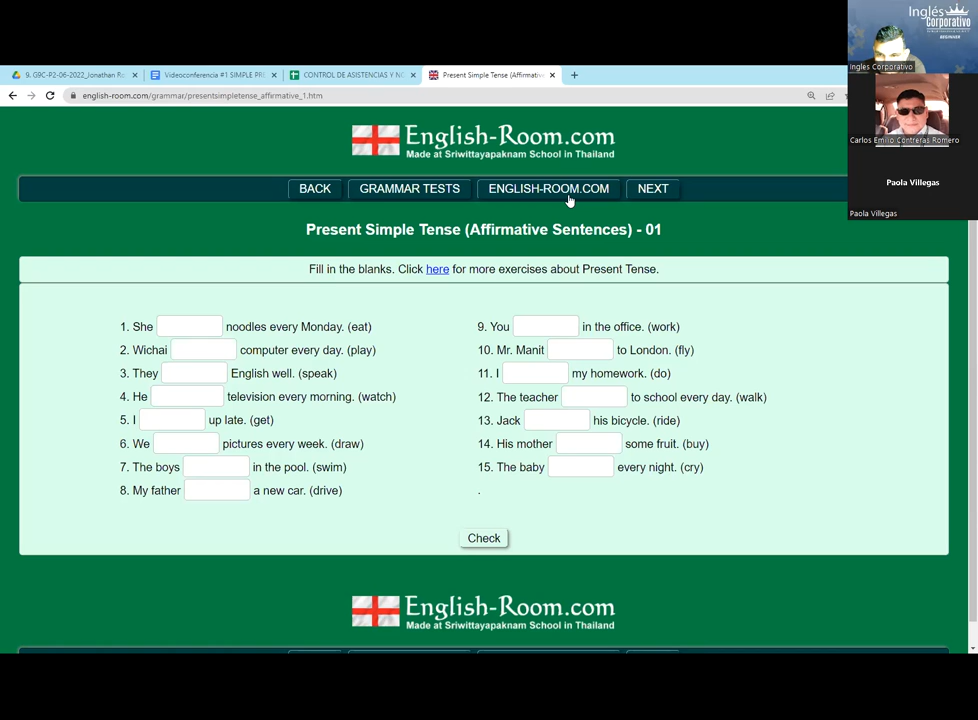 Inglés
Corporativo
BEGINNER
Ingles Corporativo
9. G9C-P2-06-2022_Jonathan Ro
Videoconferencia #1 SIMPLE PRE
CONTROL DE ASISTENCIAS Y NO
Present Simple Tense (Affirmative
english-room.com/grammar/presentsimpletense_affirmative_1.htm
Carlos Emilio Contreras Romero
Paola Villegas
Paola Villegas
English-Room.com
Made at Sriwittayapaknam School in Thailand
BACK
GRAMMAR TESTS
ENGLISH-ROOM.COM
NEXT
Present Simple Tense (Affirmative Sentences) - 01
Fill in the blanks. Click here for more exercises about Present Tense.
1. She noodles every Monday. (eat)
2. Wichai computer every day. (play)
3. They English well. (speak)
4. He television every morning. (watch)
5. I up late. (get)
6. We pictures every week. (draw)
7. The boys in the pool. (swim)
8. My father a new car. (drive)
9. You in the office. (work)
10. Mr. Manit to London. (fly)
11. I my homework. (do)
12. The teacher to school every day. (walk)
13. Jack his bicycle. (ride)
14. His mother some fruit. (buy)
15. The baby every night. (cry)
.
Check
English-Room.com
Made at Sriwittayapaknam School in Thailand